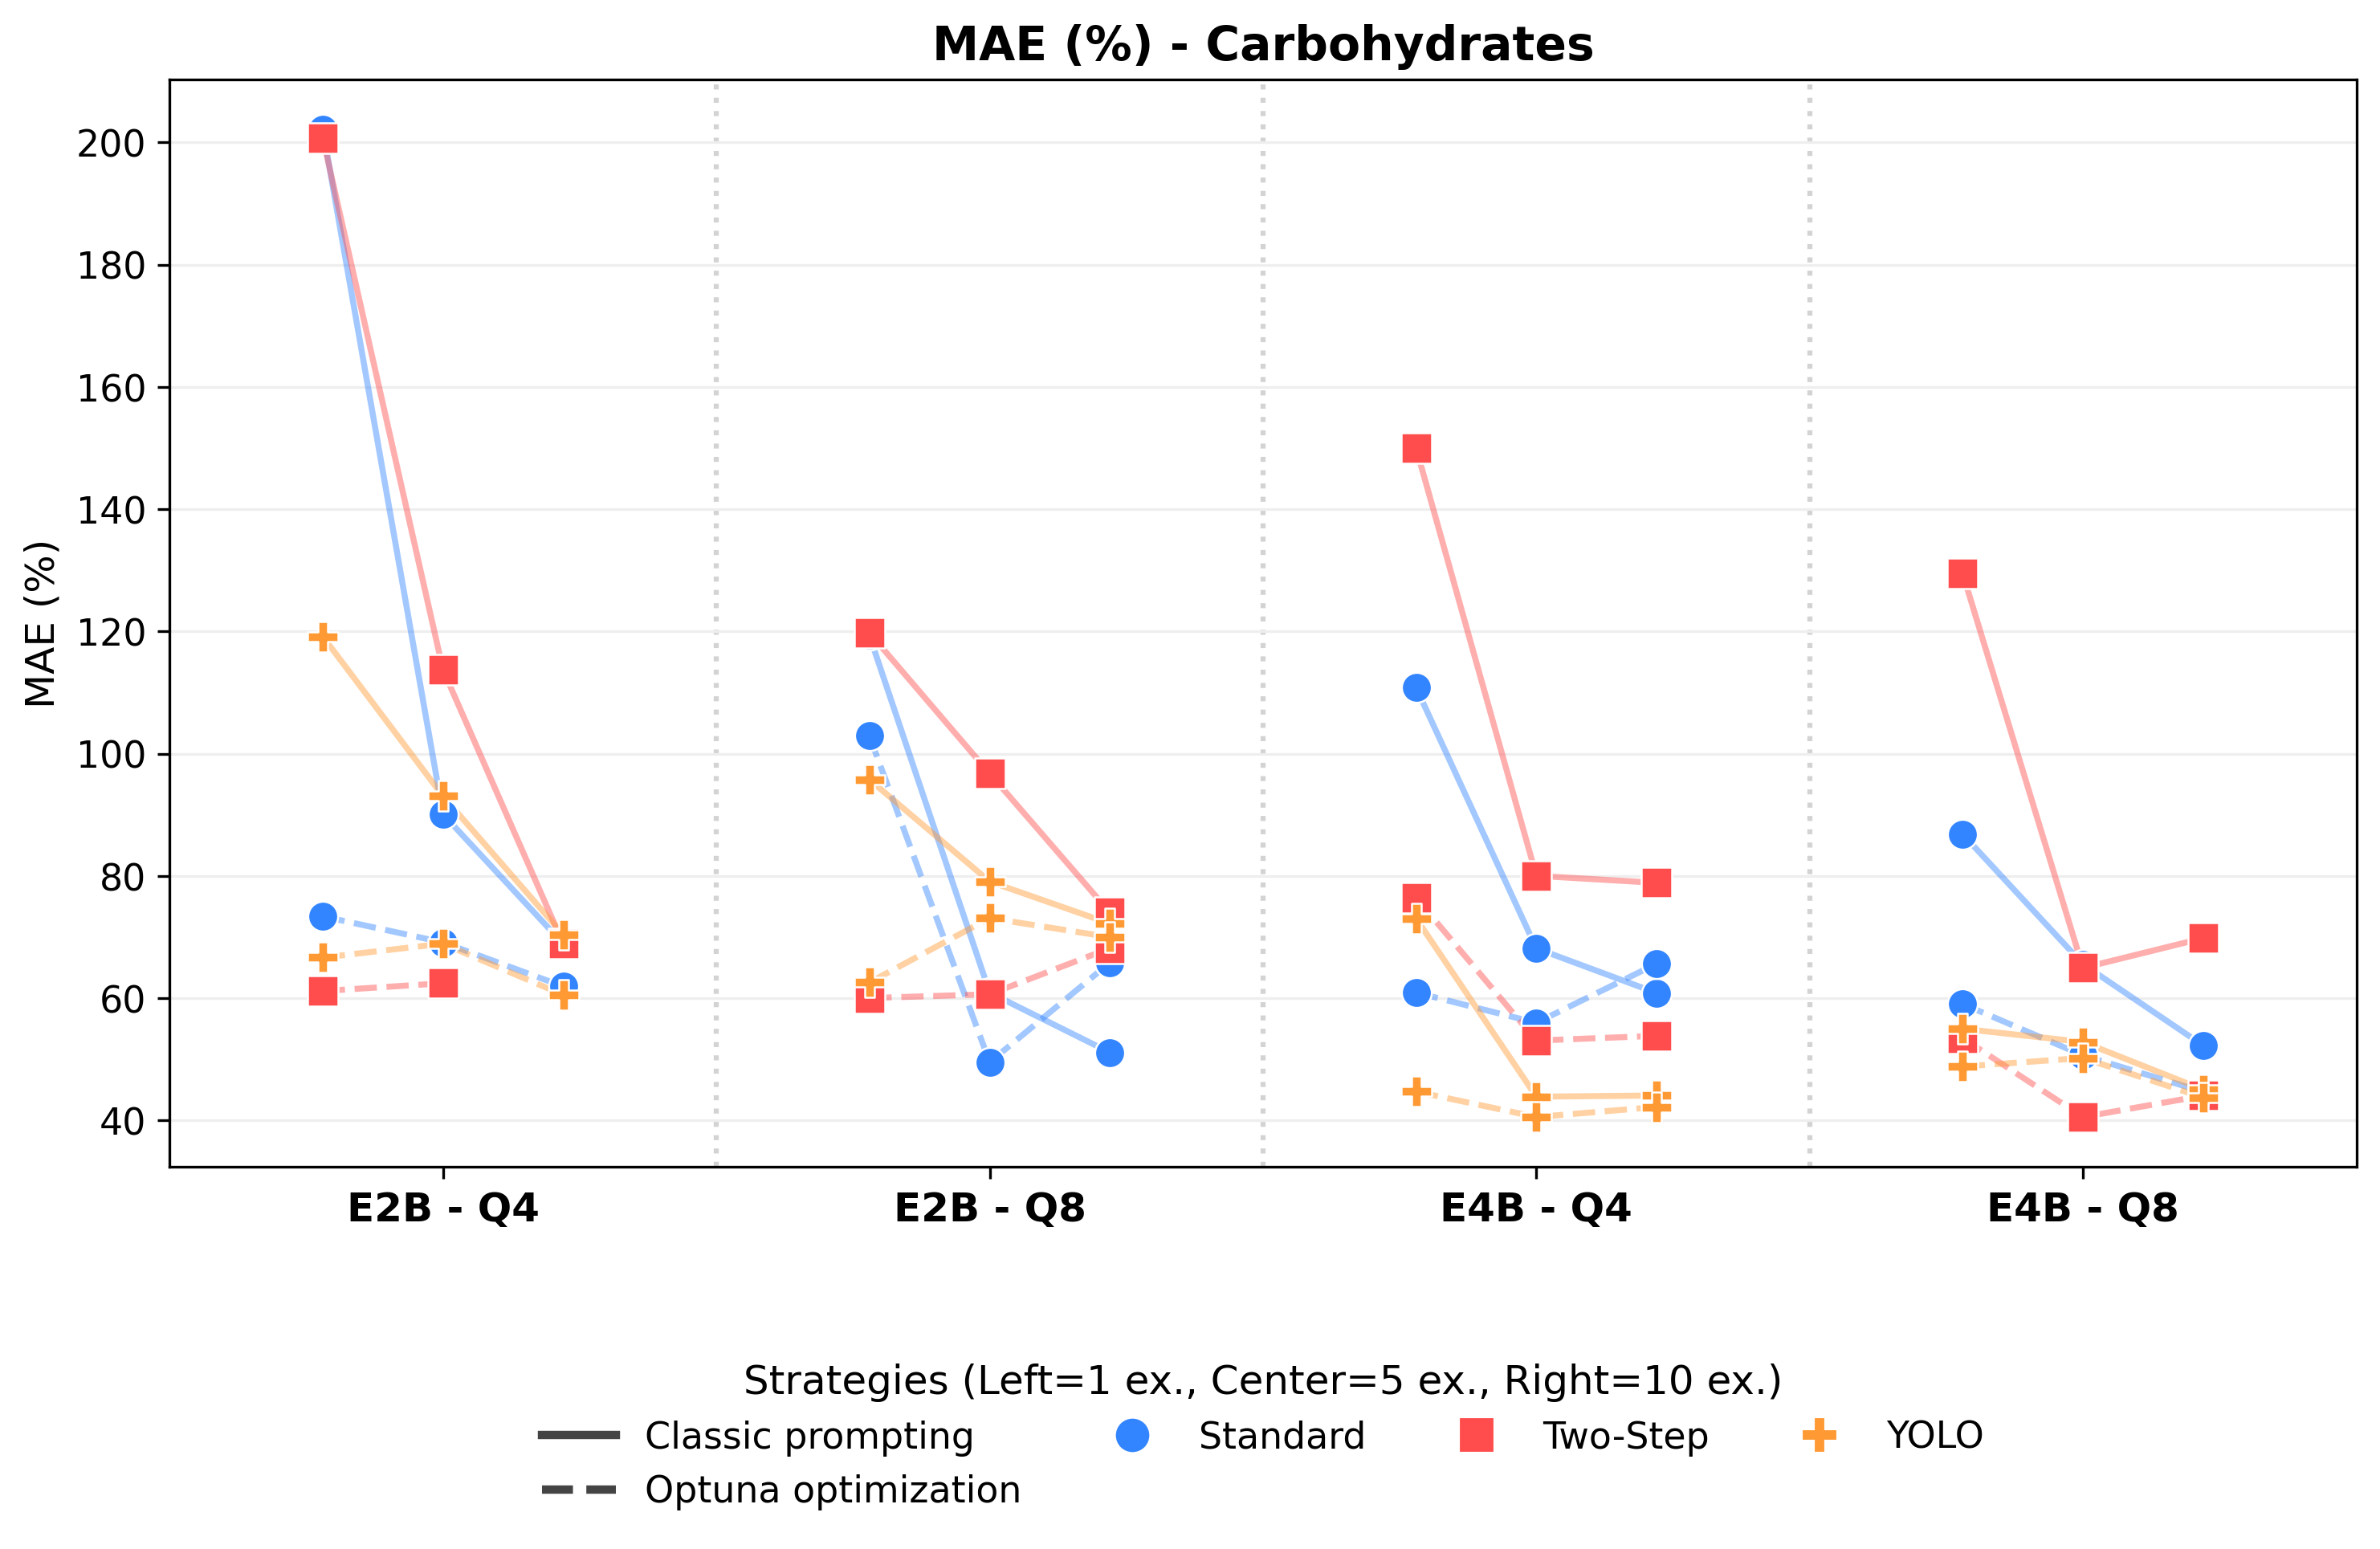 MAE (%) - Carbohydrates
MAE (%)
200
180
160
140
120
100
80
60
40
E2B - Q4
E2B - Q8
E4B - Q4
E4B - Q8
Strategies (Left=1 ex., Center=5 ex., Right=10 ex.)
Classic prompting
Optuna optimization
Standard
Two-Step
YOLO